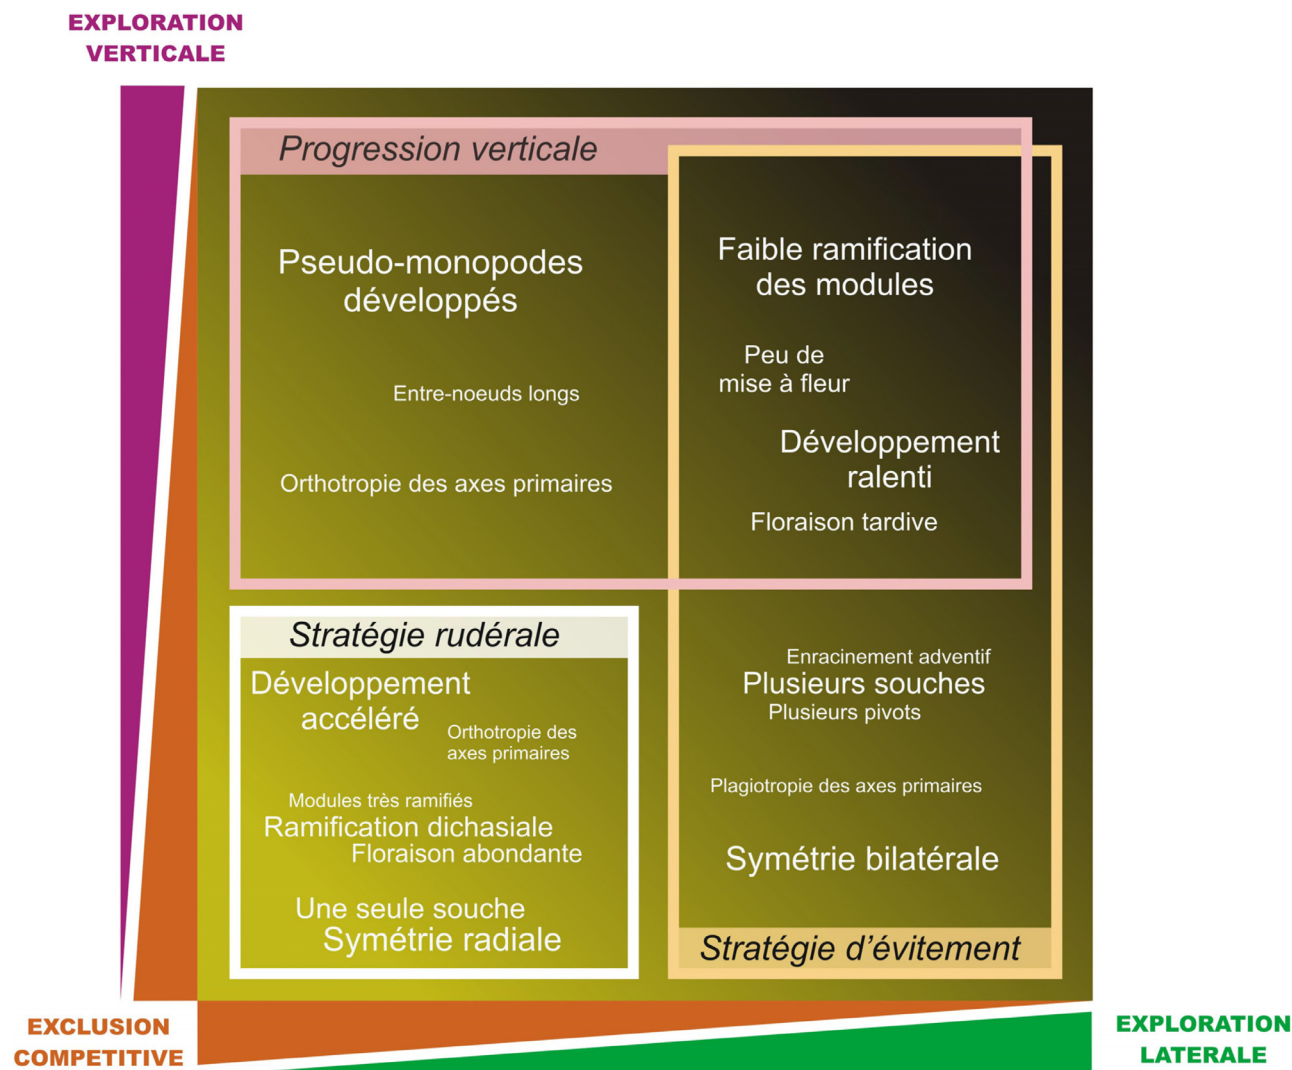 EXPLORATION
VERTICALE
Progression verticale
Pseudo-monopodes
développés
Entre-noeuds longs
Orthotropie des axes primaires
Faible ramification
des modules
Peu de
mise à fleur
Développement
ralenti
Floraison tardive
Stratégie rudérale
Développement
accéléré
Orthotropie des
axes primaires
Modules très ramifiés
Ramification dichasiale
Floraison abondante
Une seule souche
Symétrie radiale
Enracinement adventif
Plusieurs souches
Plusieurs pivots
Plagiotropie des axes primaires
Symétrie bilatérale
Stratégie d'évitement
EXCLUSION
COMPETITIVE
EXPLORATION
LATERALE